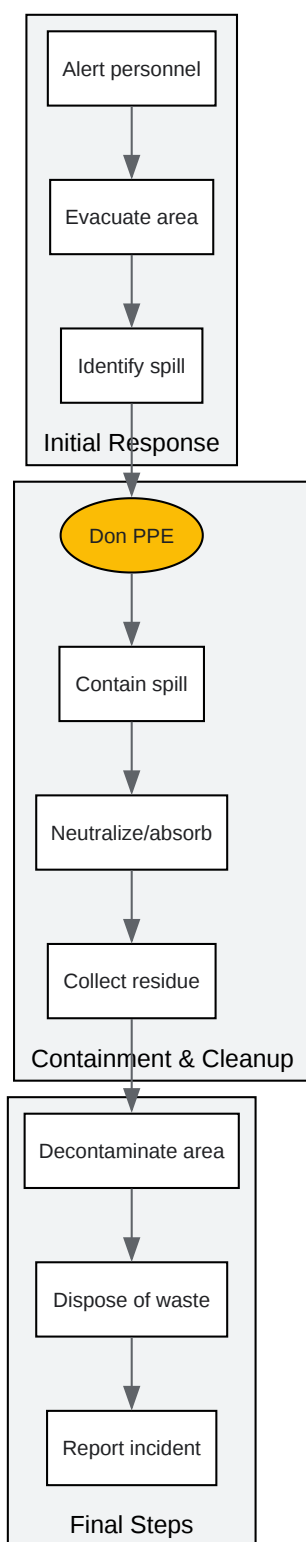 Alert personnel
Evacuate area
Identify spill
Initial Response
Don PPE
Contain spill
Neutralize/absorb
Collect residue
Containment & Cleanup
Decontaminate area
Dispose of waste
Report incident
Final Steps